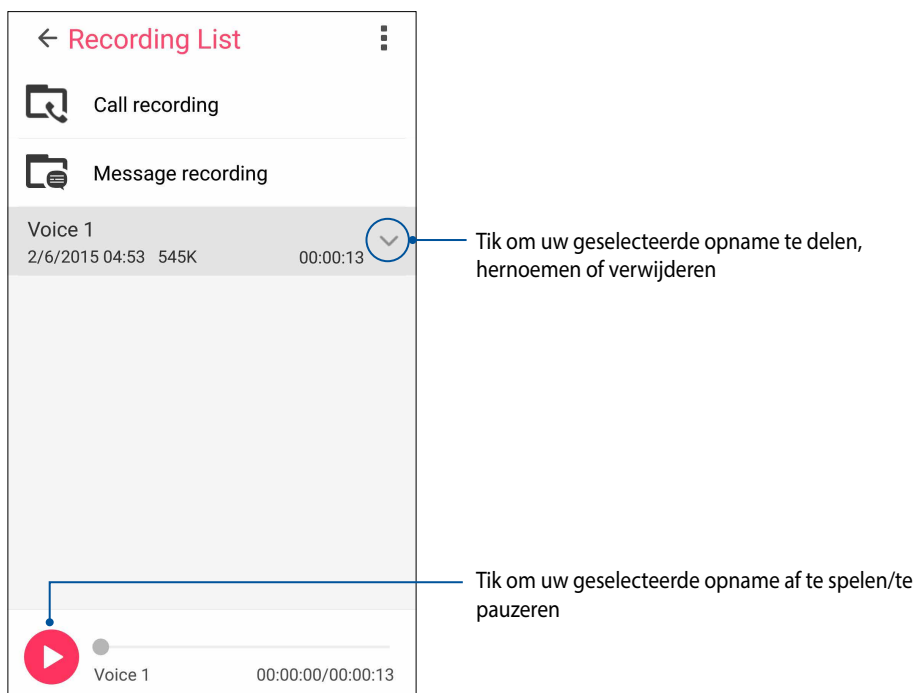 Recording List
Call recording
Message recording
Voice 1
2/6/2015 04:53 545K 00:00:13
Tik om uw geselecteerde opname te delen,
hernoemen of verwijderen
Tik om uw geselecteerde opname af te spelen/te
pauzeren
Voice 1 00:00:00/00:00:13